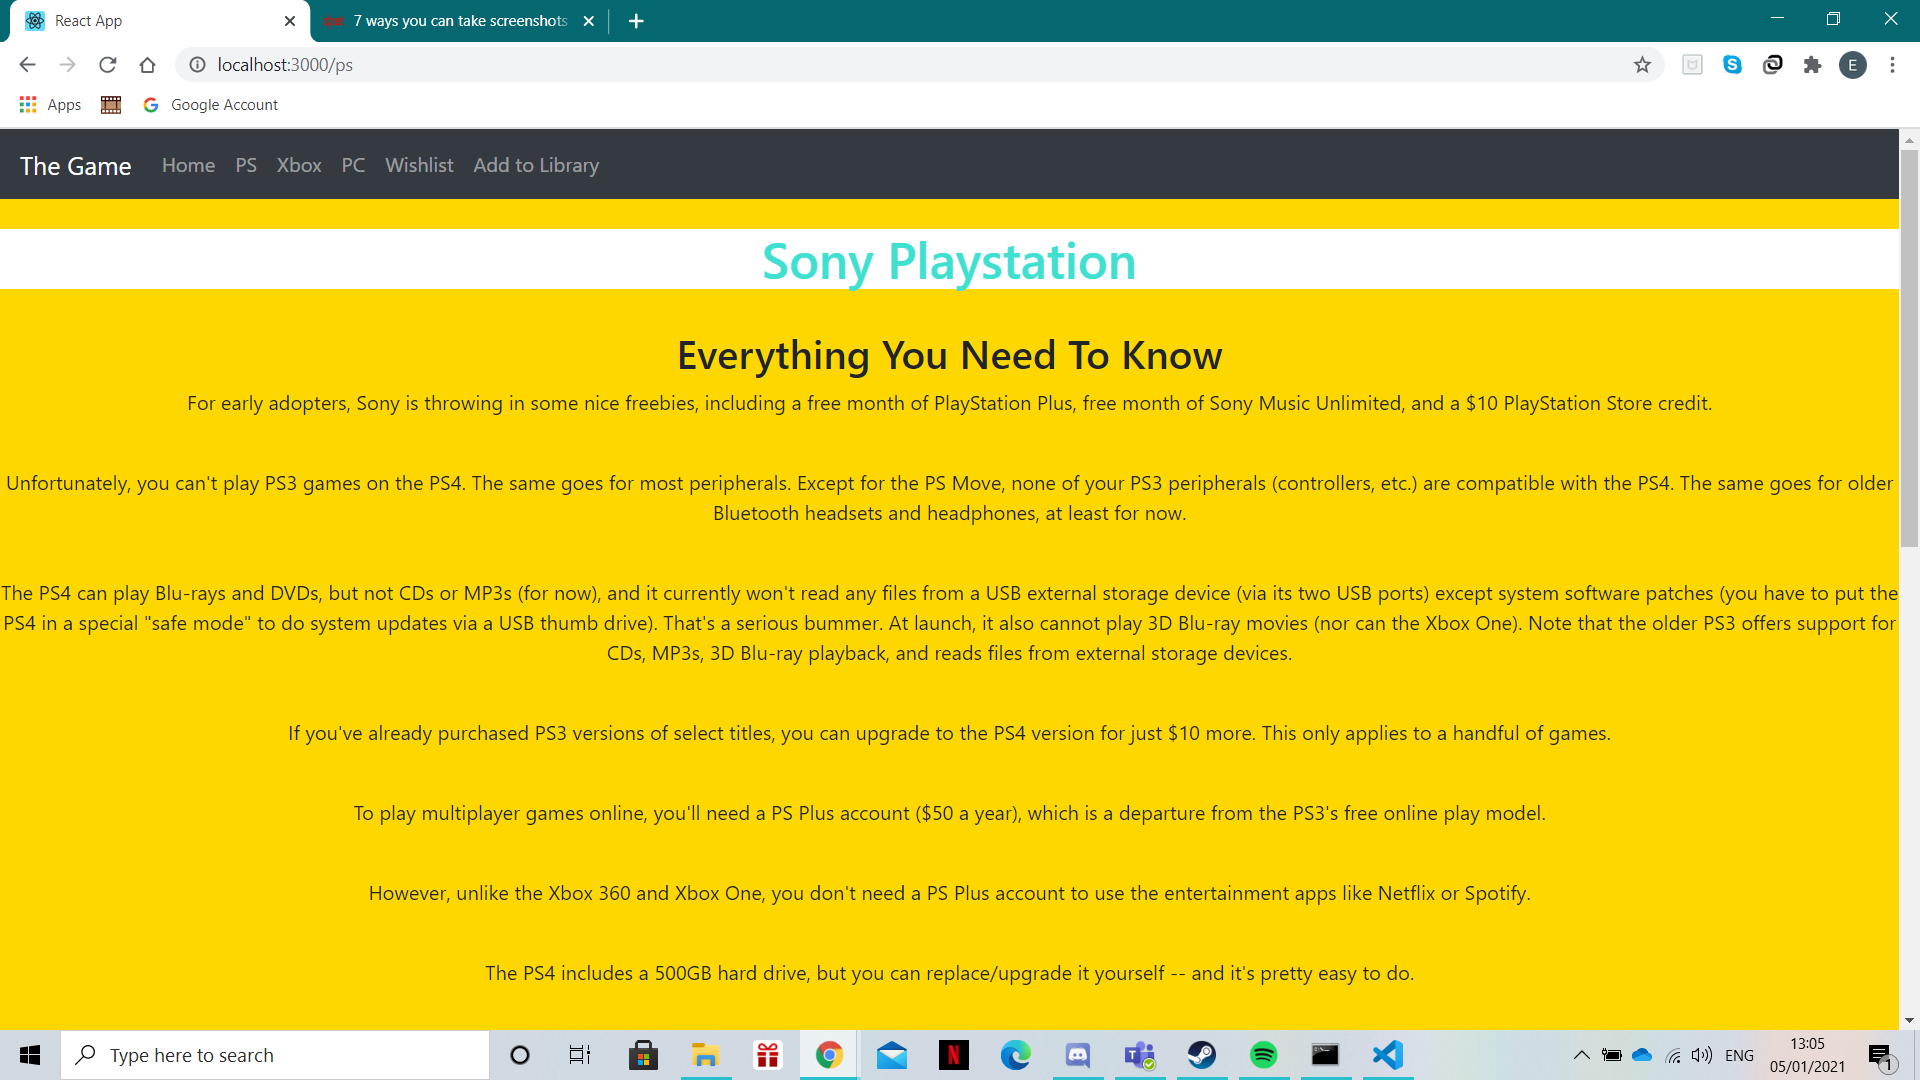 React App
7 ways you can take screenshots
localhost:3000/ps
E
Apps
Google Account
The Game
Home
PS
Xbox
PC
Wishlist
Add to Library
Sony Playstation
Everything You Need To Know
For early adopters, Sony is throwing in some nice freebies, including a free month of PlayStation Plus, free month of Sony Music Unlimited, and a $10 PlayStation Store credit.
Unfortunately, you can't play PS3 games on the PS4. The same goes for most peripherals. Except for the PS Move, none of your PS3 peripherals (controllers, etc.) are compatible with the PS4. The same goes for older
Bluetooth headsets and headphones, at least for now.
The PS4 can play Blu-rays and DVDs, but not CDs or MP3s (for now), and it currently won't read any files from a USB external storage device (via its two USB ports) except system software patches (you have to put the
PS4 in a special "safe mode" to do system updates via a USB thumb drive). That's a serious bummer. At launch, it also cannot play 3D Blu-ray movies (nor can the Xbox One). Note that the older PS3 offers support for
CDs, MP3s, 3D Blu-ray playback, and reads files from external storage devices.
If you've already purchased PS3 versions of select titles, you can upgrade to the PS4 version for just $10 more. This only applies to a handful of games.
To play multiplayer games online, you'll need a PS Plus account ($50 a year), which is a departure from the PS3's free online play model.
However, unlike the Xbox 360 and Xbox One, you don't need a PS Plus account to use the entertainment apps like Netflix or Spotify.
The PS4 includes a 500GB hard drive, but you can replace/upgrade it yourself -- and it's pretty easy to do.
Type here to search
ENG
13:05
05/01/2021
1